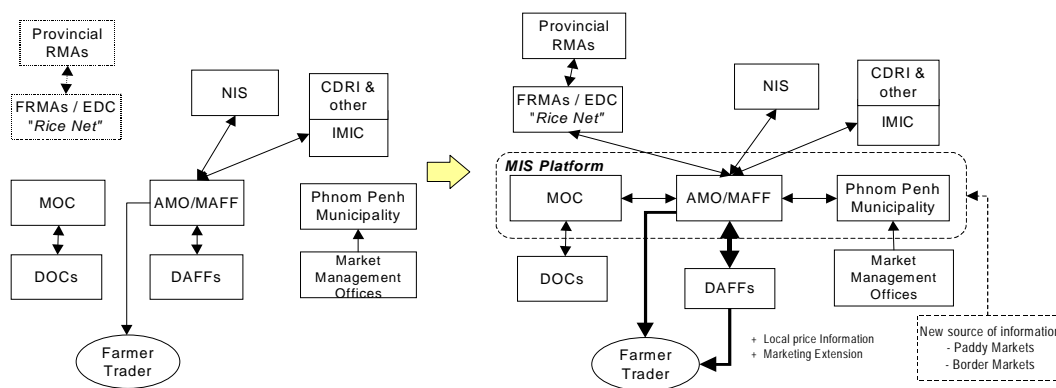 Provincial
RMAs
FRMAs / EDC
"Rice Net"
NIS
CDRI &
other
IMIC
MOC
AMO/MAFF
Phnom Penh
Municipality
DOCs
DAFFs
Market
Management
Offices
Farmer
Trader
Provincial
RMAs
FRMAs / EDC
"Rice Net"
NIS
CDRI &
other
IMIC
MIS Platform
MOC
AMO/MAFF
Phnom Penh
Municipality
DOCs
DAFFs
Market
Management
Offices
+ Local price Information
+ Marketing Extension
Farmer
Trader
New source of information
- Paddy Markets
- Border Markets